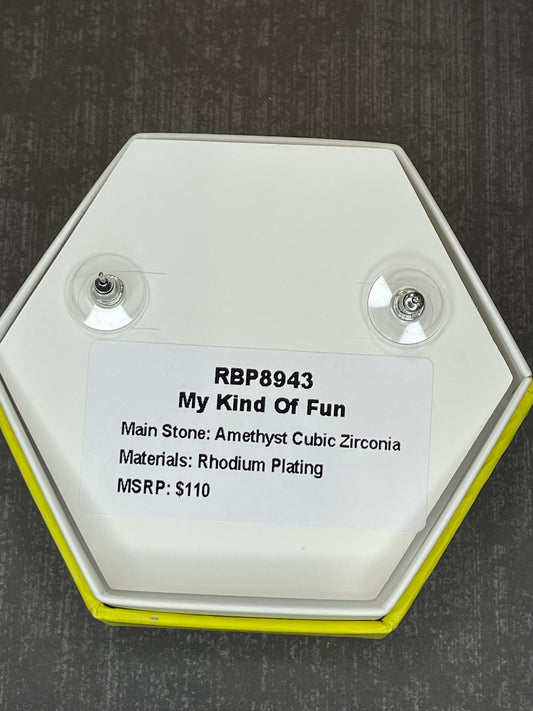 RBP8943
My Kind Of Fun
Main Stone: Amethyst Cubic Zirconia
Materials: Rhodium Plating
MSRP: $110